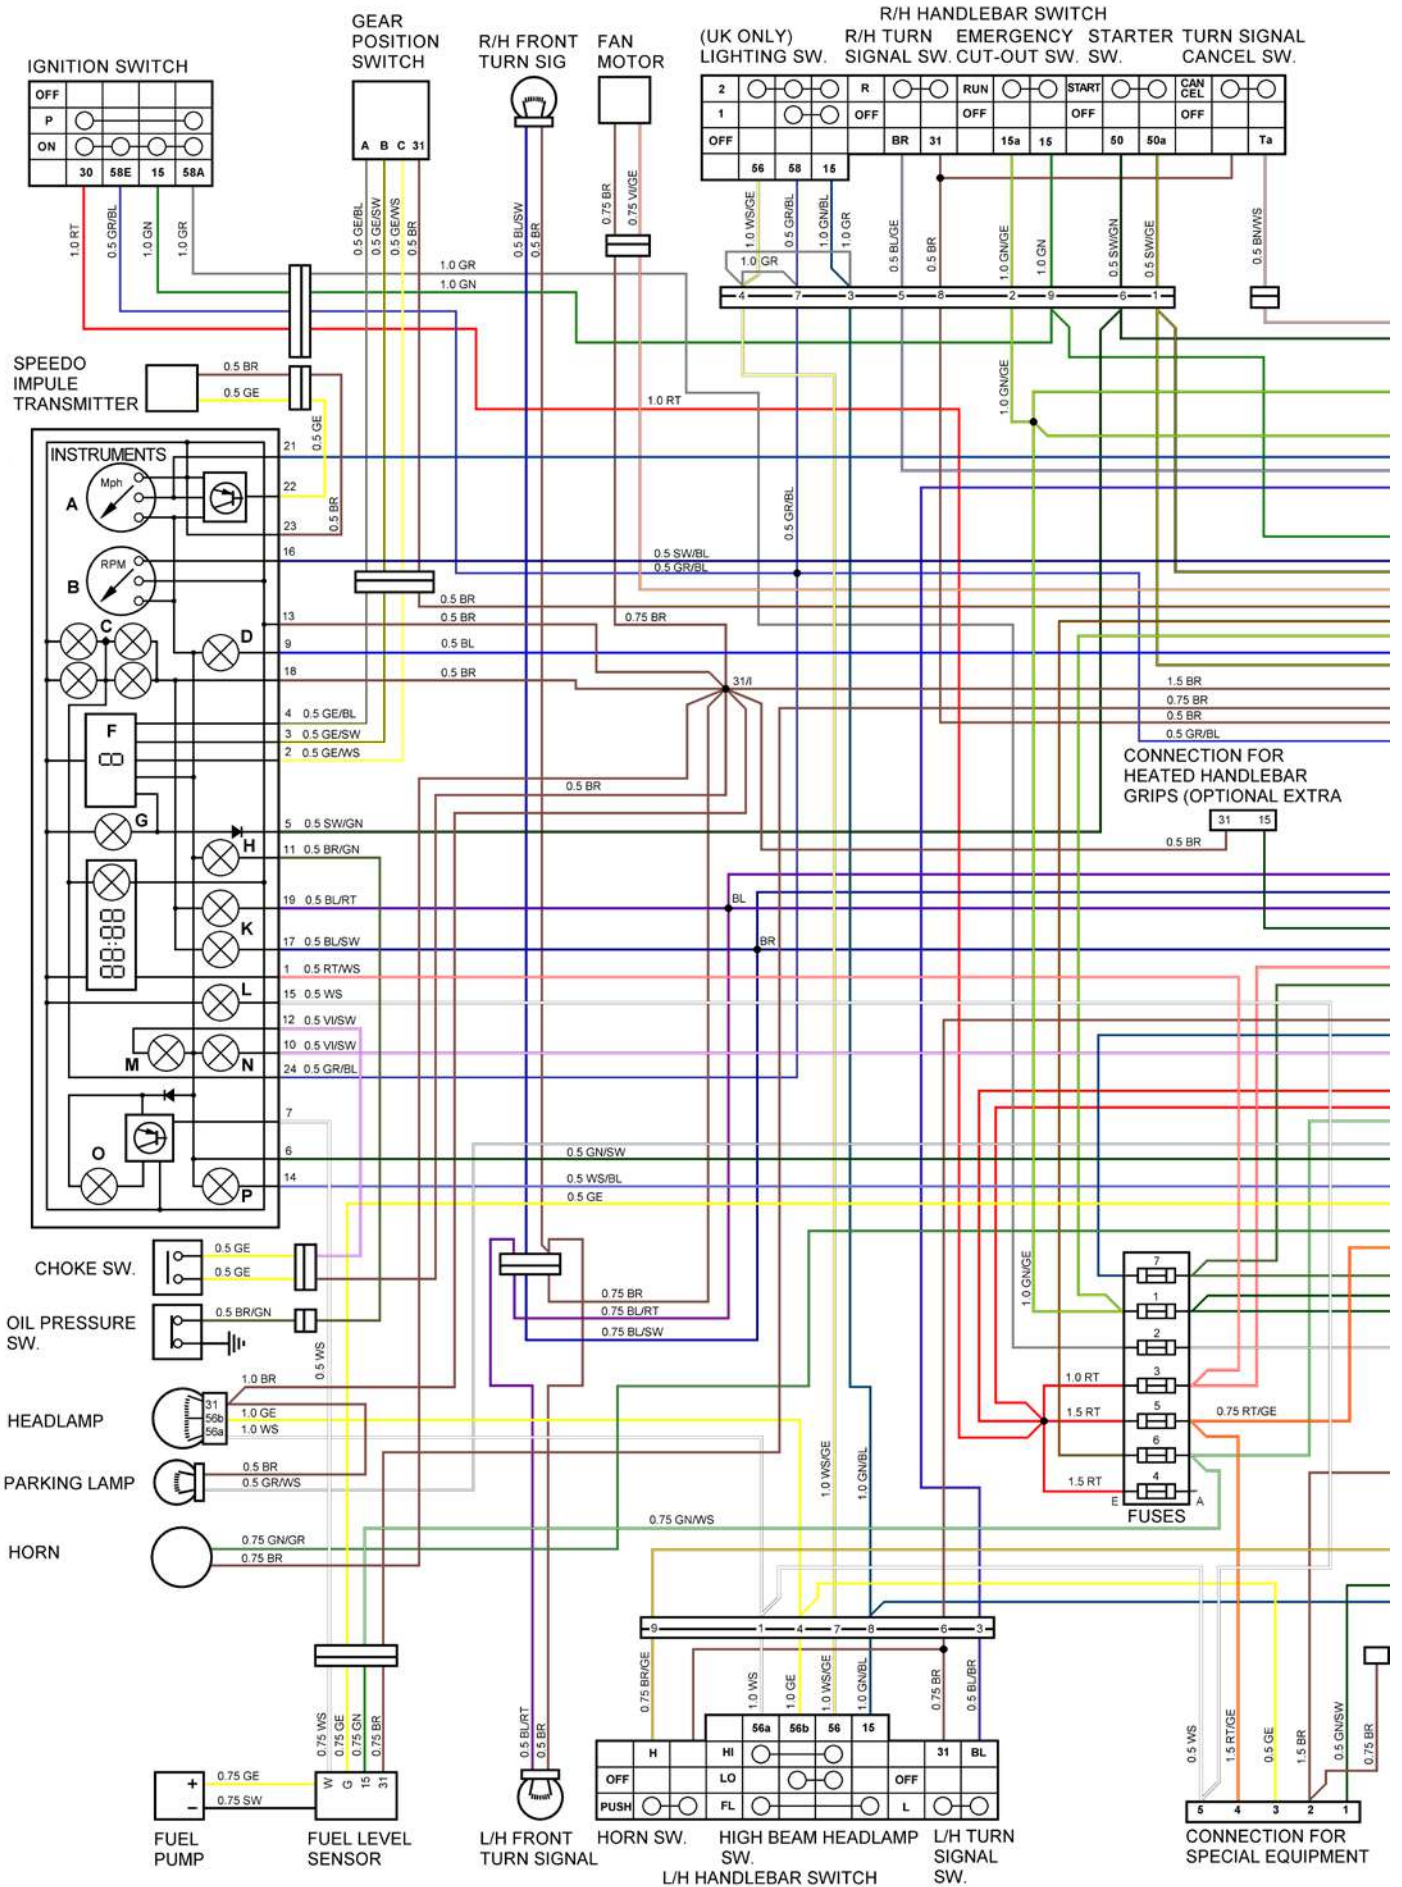 R/H HANDLEBAR SWITCH
GEAR
POSITION
SWITCH
R/H FRONT
TURN SIG
FAN
MOTOR
(UK ONLY)
LIGHTING SW.
R/H TURN
SIGNAL SW.
EMERGENCY
CUT-OUT SW.
STARTER
SW.
TURN SIGNAL
CANCEL SW.
IGNITION SWITCH
OFF
P
ON
30 58E 15 58A
A B C 31
2
1
OFF
56 58 15
R
OFF
BR 31
RUN
OFF
15a 15
START
OFF
50 50a
CAN
CEL
OFF
Ta
1.0 RT
0.5 GR/BL
1.0 GN
1.0 GR
0.5 GE/BL
0.5 GE/SW
0.5 GE/WS
0.5 BR
0.5 BL/SW
0.5 BR
0.75 BR
0.75 VI/GE
1.0 WS/GE
0.5 GR/BL
1.0 GN/BL
1.0 GR
0.5 BL/GE
0.5 BR
1.0 GN/GE
1.0 GN
0.5 SW/GN
0.5 SW/GE
0.5 BN/WS
1.0 GR
1.0 GR
1.0 GN
4 7 3 5 8 2 9 6 1
SPEEDO
IMPULE
TRANSMITTER
0.5 BR
0.5 GE
0.5 GE
0.5 BR
1.0 RT
1.0 GN/GE
0.5 GR/BL
INSTRUMENTS
Mph
A
RPM
B
C
D
F
G
H
K
L
M
N
O
P
21
22
23
16
0.5 SW/BL
0.5 GR/BL
0.5 BR
13
0.5 BR
0.75 BR
9
0.5 BL
18
0.5 BR
31/I
1.5 BR
0.75 BR
0.5 BR
0.5 GR/BL
4 0.5 GE/BL
3 0.5 GE/SW
2 0.5 GE/WS
0.5 BR
CONNECTION FOR
HEATED HANDLEBAR
GRIPS (OPTIONAL EXTRA
31 15
0.5 BR
5 0.5 SW/GN
11 0.5 BR/GN
19 0.5 BL/RT
BL
17 0.5 BL/SW
BR
1 0.5 RT/WS
15 0.5 WS
12 0.5 VI/SW
10 0.5 VI/SW
24 0.5 GR/BL
7
6
0.5 GN/SW
14
0.5 WS/BL
0.5 GE
CHOKE SW.
0.5 GE
0.5 GE
OIL PRESSURE
SW.
0.5 BR/GN
0.5 WS
0.75 BR
0.75 BL/RT
0.75 BL/SW
1.0 GN/GE
7
1
2
3
5
6
4
1.0 RT
1.5 RT
1.5 RT
0.75 RT/GE
E
A
FUSES
HEADLAMP
31
56b
56a
1.0 BR
1.0 GE
1.0 WS
PARKING LAMP
0.5 BR
0.5 GR/WS
1.0 WS/GE
1.0 GN/BL
0.75 GN/WS
HORN
0.75 GN/GR
0.75 BR
9 1 4 7 8 6 3
0.75 BR/GE
1.0 WS
1.0 GE
1.0 WS/GE
1.0 GN/BL
0.75 BR
0.5 BL/BR
0.75 WS
0.75 GE
0.75 GN
0.75 BR
0.5 BL/RT
0.5 BR
0.5 WS
1.5 RT/GE
0.5 GE
1.5 BR
0.5 GN/SW
0.75 BR
56a 56b 56 15
H
OFF
PUSH
HI
LO
FL
31 BL
OFF
L
+
−
0.75 GE
0.75 SW
W G 15 31
5 4 3 2 1
FUEL
PUMP
FUEL LEVEL
SENSOR
L/H FRONT
TURN SIGNAL
HORN SW.
HIGH BEAM HEADLAMP
SW.
L/H TURN
SIGNAL
SW.
L/H HANDLEBAR SWITCH
CONNECTION FOR
SPECIAL EQUIPMENT